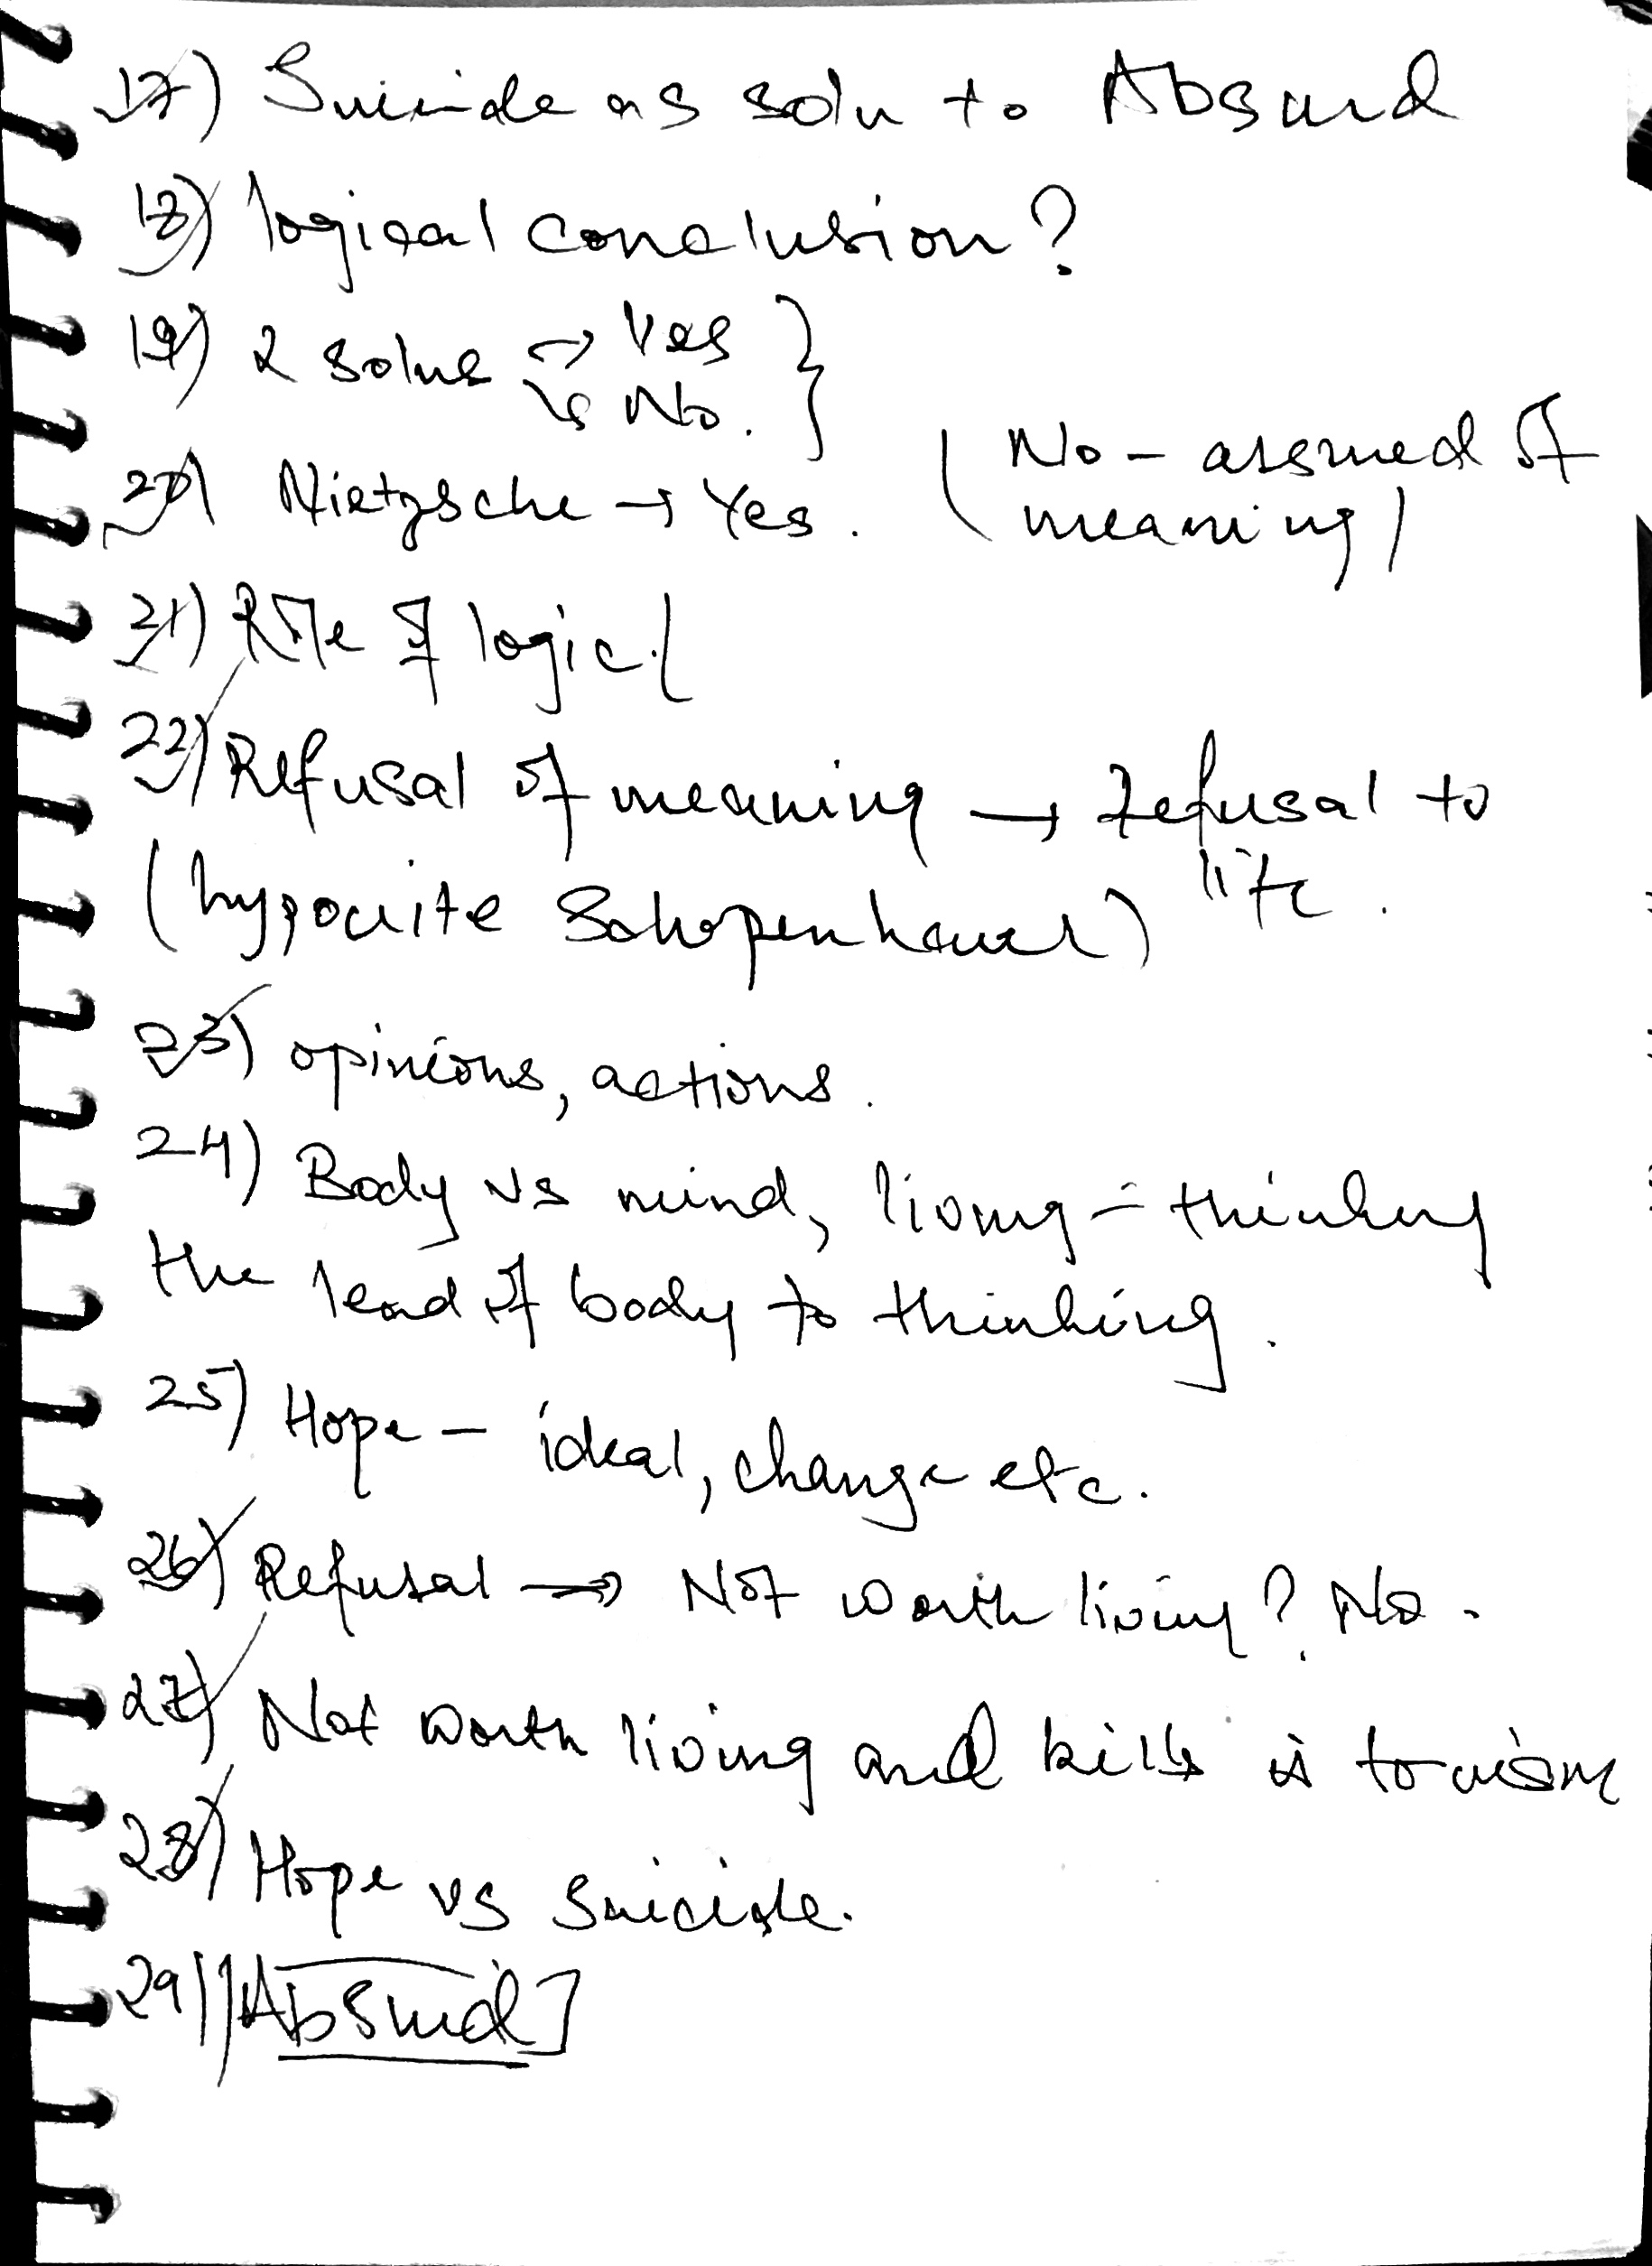 17) Suicide as soln to Absurd
18) logical conclusion?
19) 2 solns → Yes
↳ No. }
(No - assumed of
20) Nietzsche → Yes.
meaning)
21) Role of logic.
22) Refusal of meaning → refusal to
life.
(hypocrite Schopenhauer)
23) opinions, actions.
24) Body vs mind, living - thinking
the lead of body to thinking.
25) Hope - ideal, change etc.
26) Refusal → Not worth living? No.
27) Not worth living and kills is
28) Hope vs suicide.
29) [Absurd]